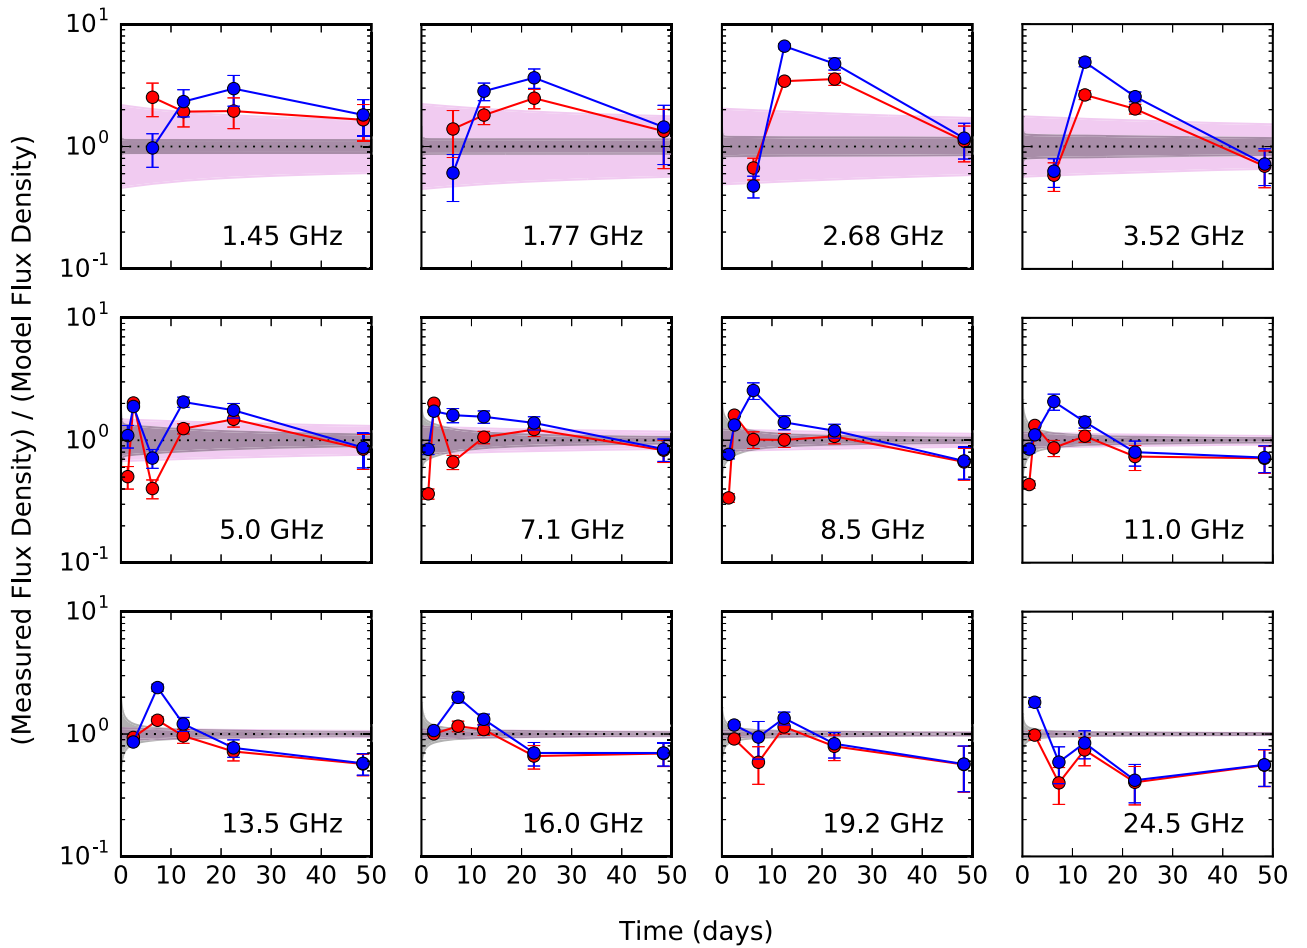 (Measured Flux Density) / (Model Flux Density)
10^1
10^0
10^-1
1.45 GHz
1.77 GHz
2.68 GHz
3.52 GHz
10^1
10^0
10^-1
5.0 GHz
7.1 GHz
8.5 GHz
11.0 GHz
10^1
10^0
10^-1
13.5 GHz
16.0 GHz
19.2 GHz
24.5 GHz
0 10 20 30 40 50 0 10 20 30 40 50 0 10 20 30 40 50 0 10 20 30 40 50
Time (days)